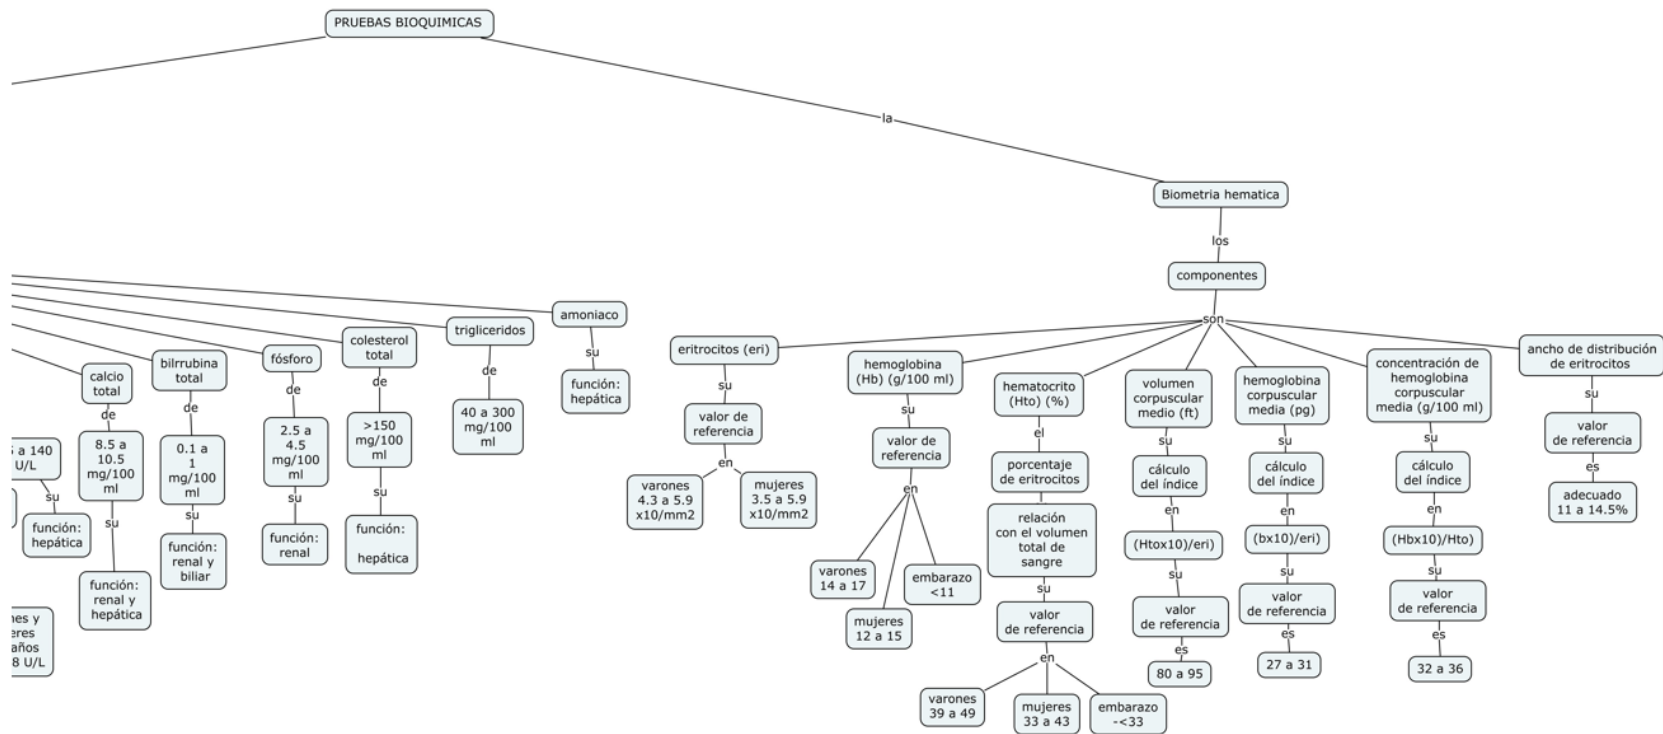 PRUEBAS BIOQUIMICAS
la
Biometria hematica
los
componentes
son
amoniaco
su
función:
hepática
trigliceridos
de
40 a 300
mg/100
ml
colesterol
total
de
>150
mg/100
ml
su
función:
hepática
fósforo
de
2.5 a
4.5
mg/100
ml
su
función:
renal
bilrrubina
total
de
0.1 a
1
mg/100
ml
su
función:
renal y
biliar
calcio
total
de
8.5 a
10.5
mg/100
ml
su
función:
renal y
hepática
a 140
U/L
su
función:
hepática
y
años
8 U/L
eritrocitos (eri)
su
valor de
referencia
en
varones
4.3 a 5.9
x10/mm2
mujeres
3.5 a 5.9
x10/mm2
hemoglobina
(Hb) (g/100 ml)
su
valor de
referencia
en
varones
14 a 17
mujeres
12 a 15
embarazo
<11
hematocrito
(Hto) (%)
el
porcentaje
de eritrocitos
relación
con el volumen
total de
sangre
su
valor
de referencia
en
varones
39 a 49
mujeres
33 a 43
embarazo
-<33
volumen
corpuscular
medio (ft)
su
cálculo
del índice
en
(Htox10)/eri)
su
valor
de referencia
es
80 a 95
hemoglobina
corpuscular
media (pg)
su
cálculo
del índice
en
(bx10)/eri)
su
valor
de referencia
es
27 a 31
concentración de
hemoglobina
corpuscular
media (g/100 ml)
su
cálculo
del índice
en
(Hbx10)/Hto)
su
valor
de referencia
es
32 a 36
ancho de distribución
de eritrocitos
su
valor
de referencia
es
adecuado
11 a 14.5%